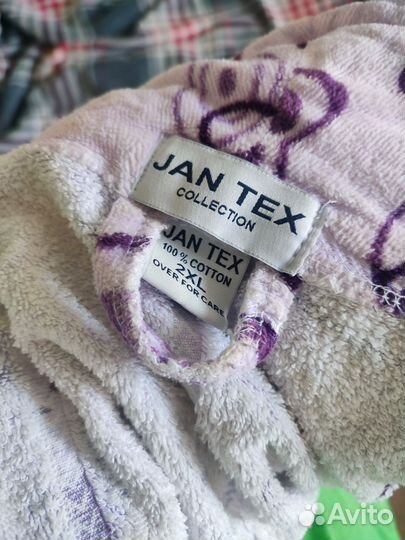 JAN TEX
COLLECTION
JAN TEX
100% COTTON
2XL
OVER FOR CARE
Avito